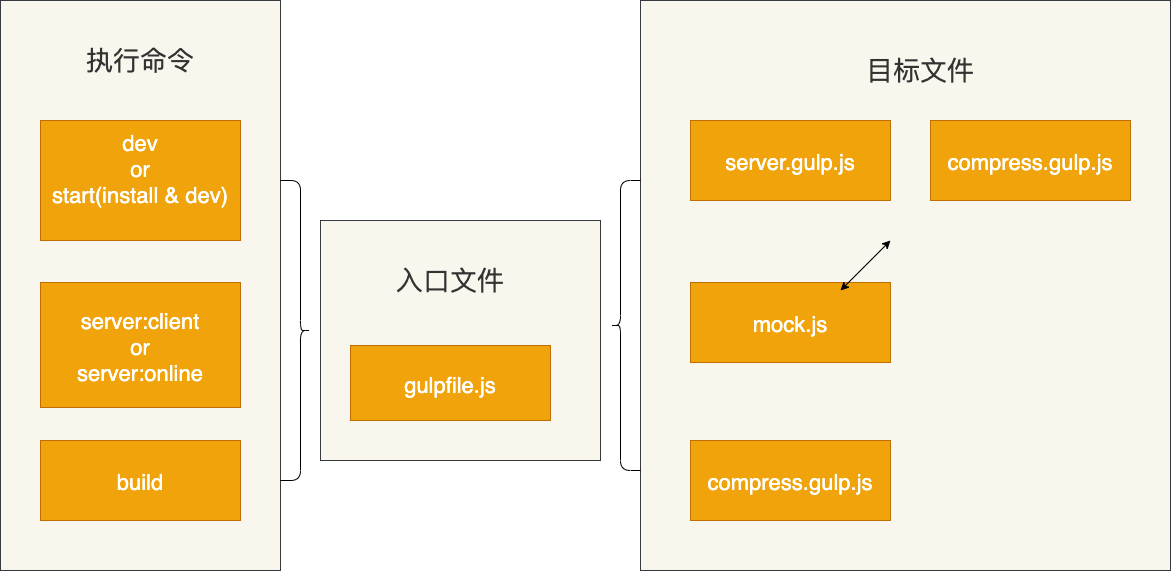 执行命令
dev
or
start(install & dev)
server:client
or
server:online
build
入口文件
gulpfile.js
目标文件
server.gulp.js
compress.gulp.js
mock.js
compress.gulp.js